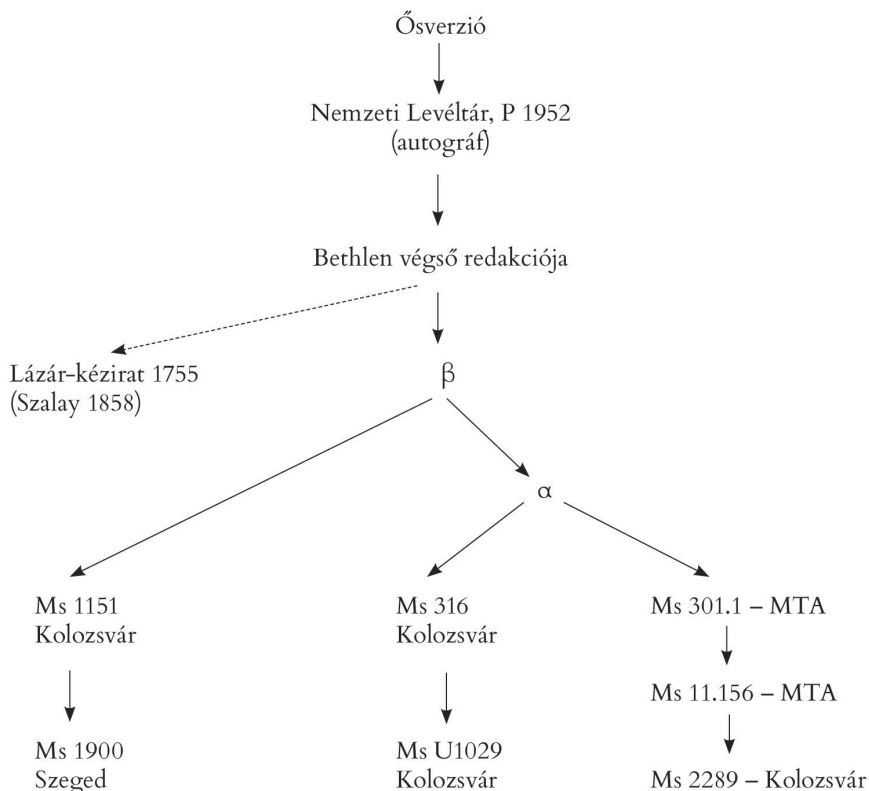 Ősverzió
Nemzeti Levéltár, P 1952
(autográf)
Bethlen végső redakciója
Lázár-kézirat 1755
(Szalay 1858)
β
α
Ms 1151
Kolozsvár
Ms 316
Kolozsvár
Ms 301.1 – MTA
Ms 11.156 – MTA
Ms 1900
Szeged
Ms U1029
Kolozsvár
Ms 2289 – Kolozsvár